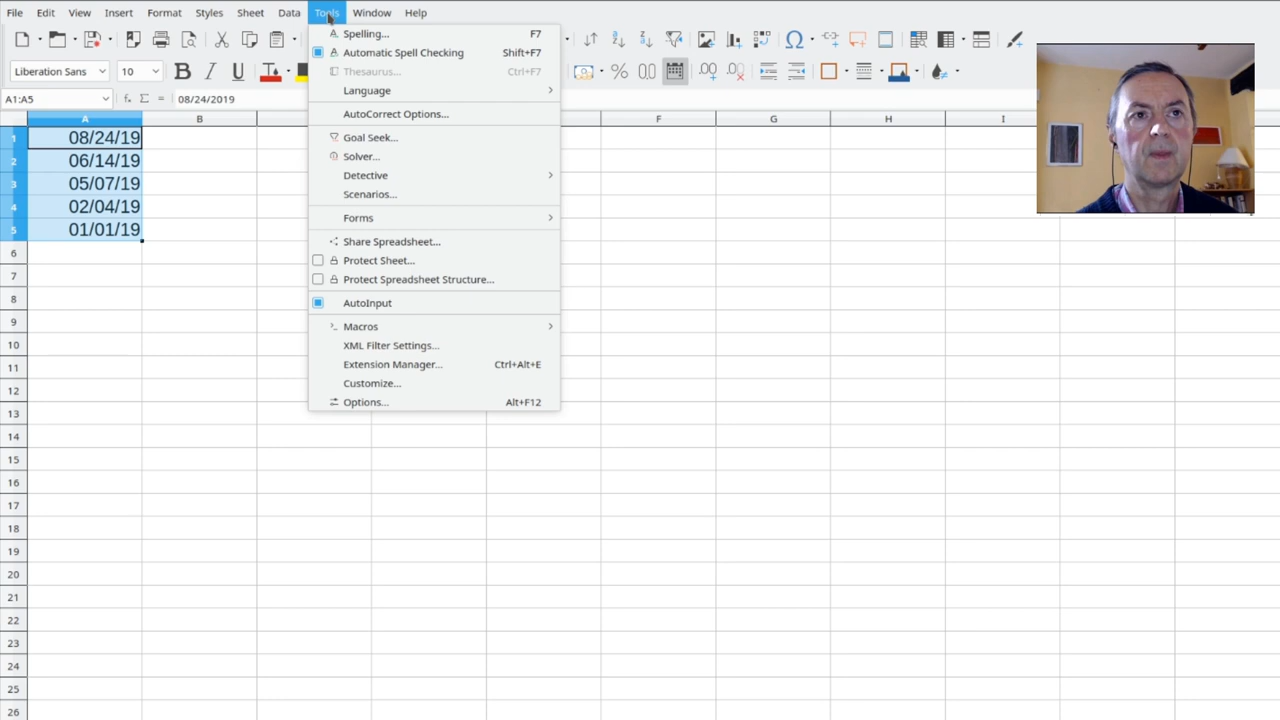 File Edit View Insert Format Styles Sheet Data Tools Window Help
Liberation Sans 10
A1:A5 08/24/2019
Spelling... F7
Automatic Spell Checking Shift+F7
Thesaurus... Ctrl+F7
Language
AutoCorrect Options...
Goal Seek...
Solver...
Detective
Scenarios...
Forms
Share Spreadsheet...
Protect Sheet...
Protect Spreadsheet Structure...
AutoInput
Macros
XML Filter Settings...
Extension Manager... Ctrl+Alt+E
Customize...
Options... Alt+F12
A B F G H I
1 08/24/19
2 06/14/19
3 05/07/19
4 02/04/19
5 01/01/19
6
7
8
9
10
11
12
13
14
15
16
17
18
19
20
21
22
23
24
25
26